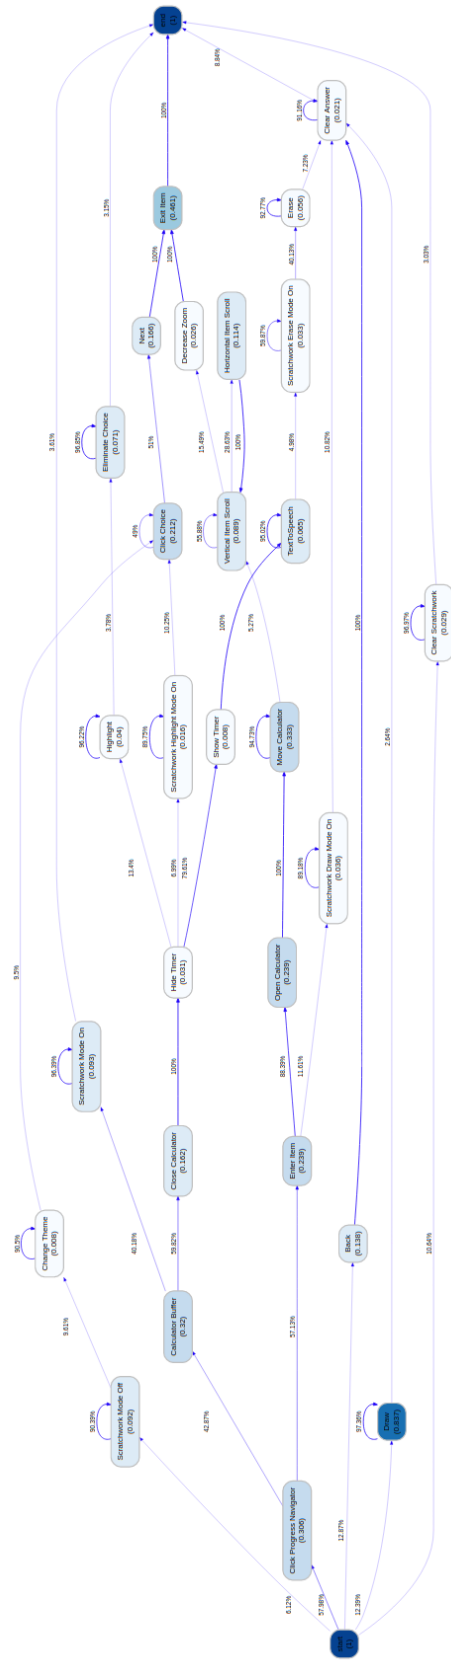 end
(1)
8.84%
Clear Answer
(0.021)
91.16%
3.15%
100%
7.23%
Exit Item
(0.461)
Erase
(0.056)
92.77%
3.03%
100%
100%
40.13%
Next
(0.166)
Decrease Zoom
(0.026)
Horizontal Item Scroll
(0.114)
Scratchwork Erase Mode On
(0.033)
59.87%
3.61%
Eliminate Choice
(0.071)
96.85%
51%
15.49%
28.63%
100%
4.98%
10.82%
Click Choice
(0.212)
49%
Vertical Item Scroll
(0.089)
55.88%
TextToSpeech
(0.065)
95.02%
3.78%
10.25%
100%
5.27%
100%
Clear Scratchwork
(0.029)
96.97%
Highlight
(0.04)
96.22%
Scratchwork Highlight Mode On
(0.016)
89.75%
Show Timer
(0.008)
Move Calculator
(0.333)
94.73%
2.64%
13.4%
6.99%
79.61%
100%
Scratchwork Draw Mode On
(0.036)
89.18%
9.5%
Hide Timer
(0.031)
Open Calculator
(0.239)
Scratchwork Mode On
(0.093)
96.39%
100%
88.39%
11.61%
Close Calculator
(0.162)
Enter Item
(0.239)
Change Theme
(0.008)
90.5%
40.18%
59.82%
Back
(0.138)
10.64%
9.61%
Calculator Buffer
(0.32)
57.13%
Scratchwork Mode Off
(0.092)
90.39%
42.87%
Draw
(0.837)
97.36%
Click Progress Navigator
(0.306)
12.87%
6.12%
57.98%
12.39%
start
(1)